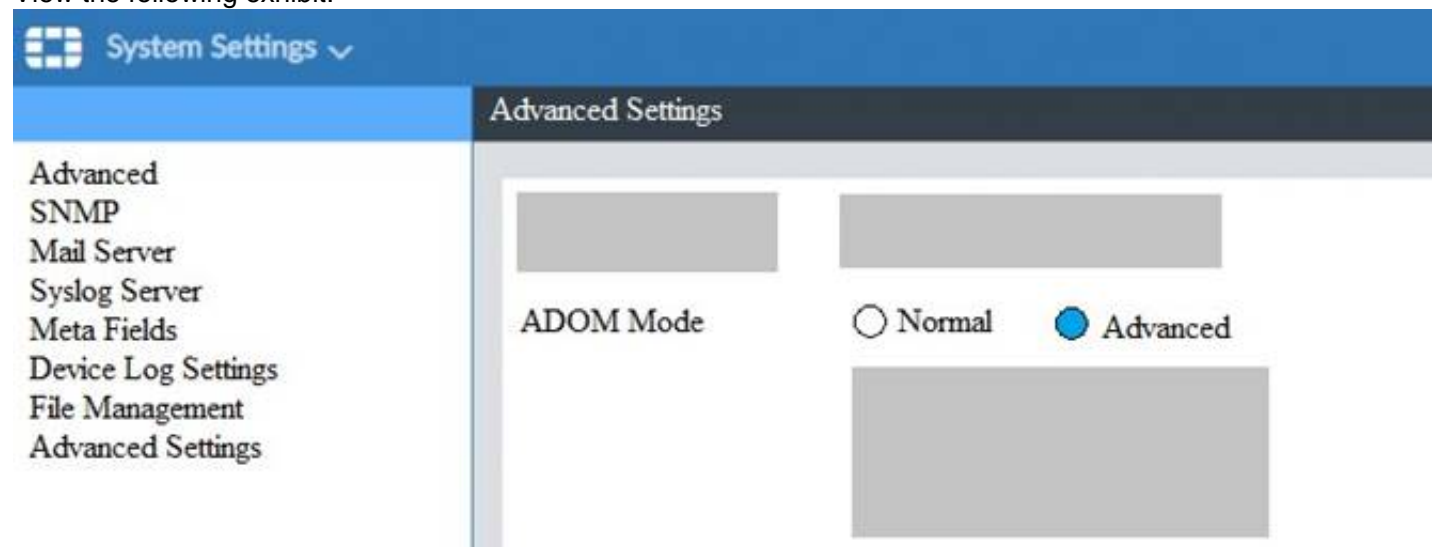 View the following exhibit:
System Settings
Advanced Settings
Advanced
SNMP
Mail Server
Syslog Server
Meta Fields
Device Log Settings
File Management
Advanced Settings
ADOM Mode
Normal
Advanced